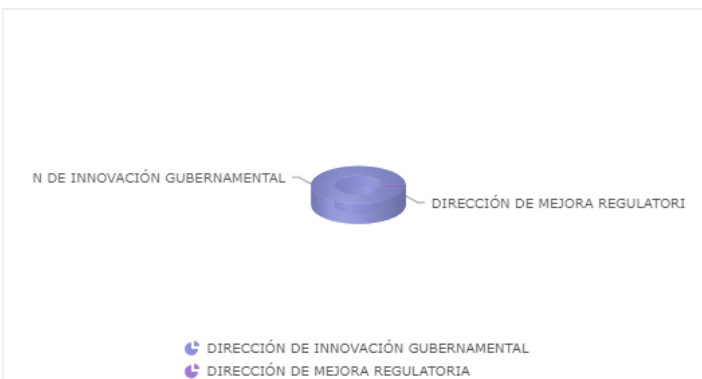 N DE INNOVACIÓN GUBERNAMENTAL
DIRECCIÓN DE MEJORA REGULATORI
DIRECCIÓN DE INNOVACIÓN GUBERNAMENTAL
DIRECCIÓN DE MEJORA REGULATORIA